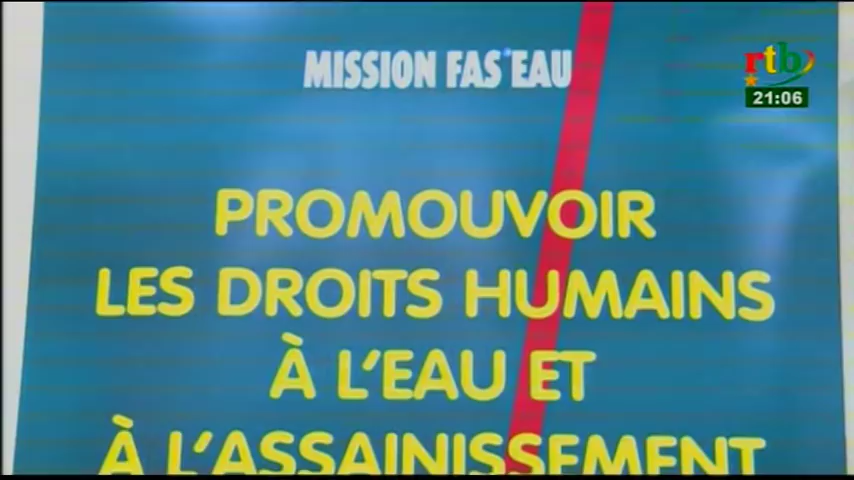 MISSION FAS'EAU
rtb
21:06
PROMOUVOIR
LES DROITS HUMAINS
À L'EAU ET
À L'ASSAINISSEMENT